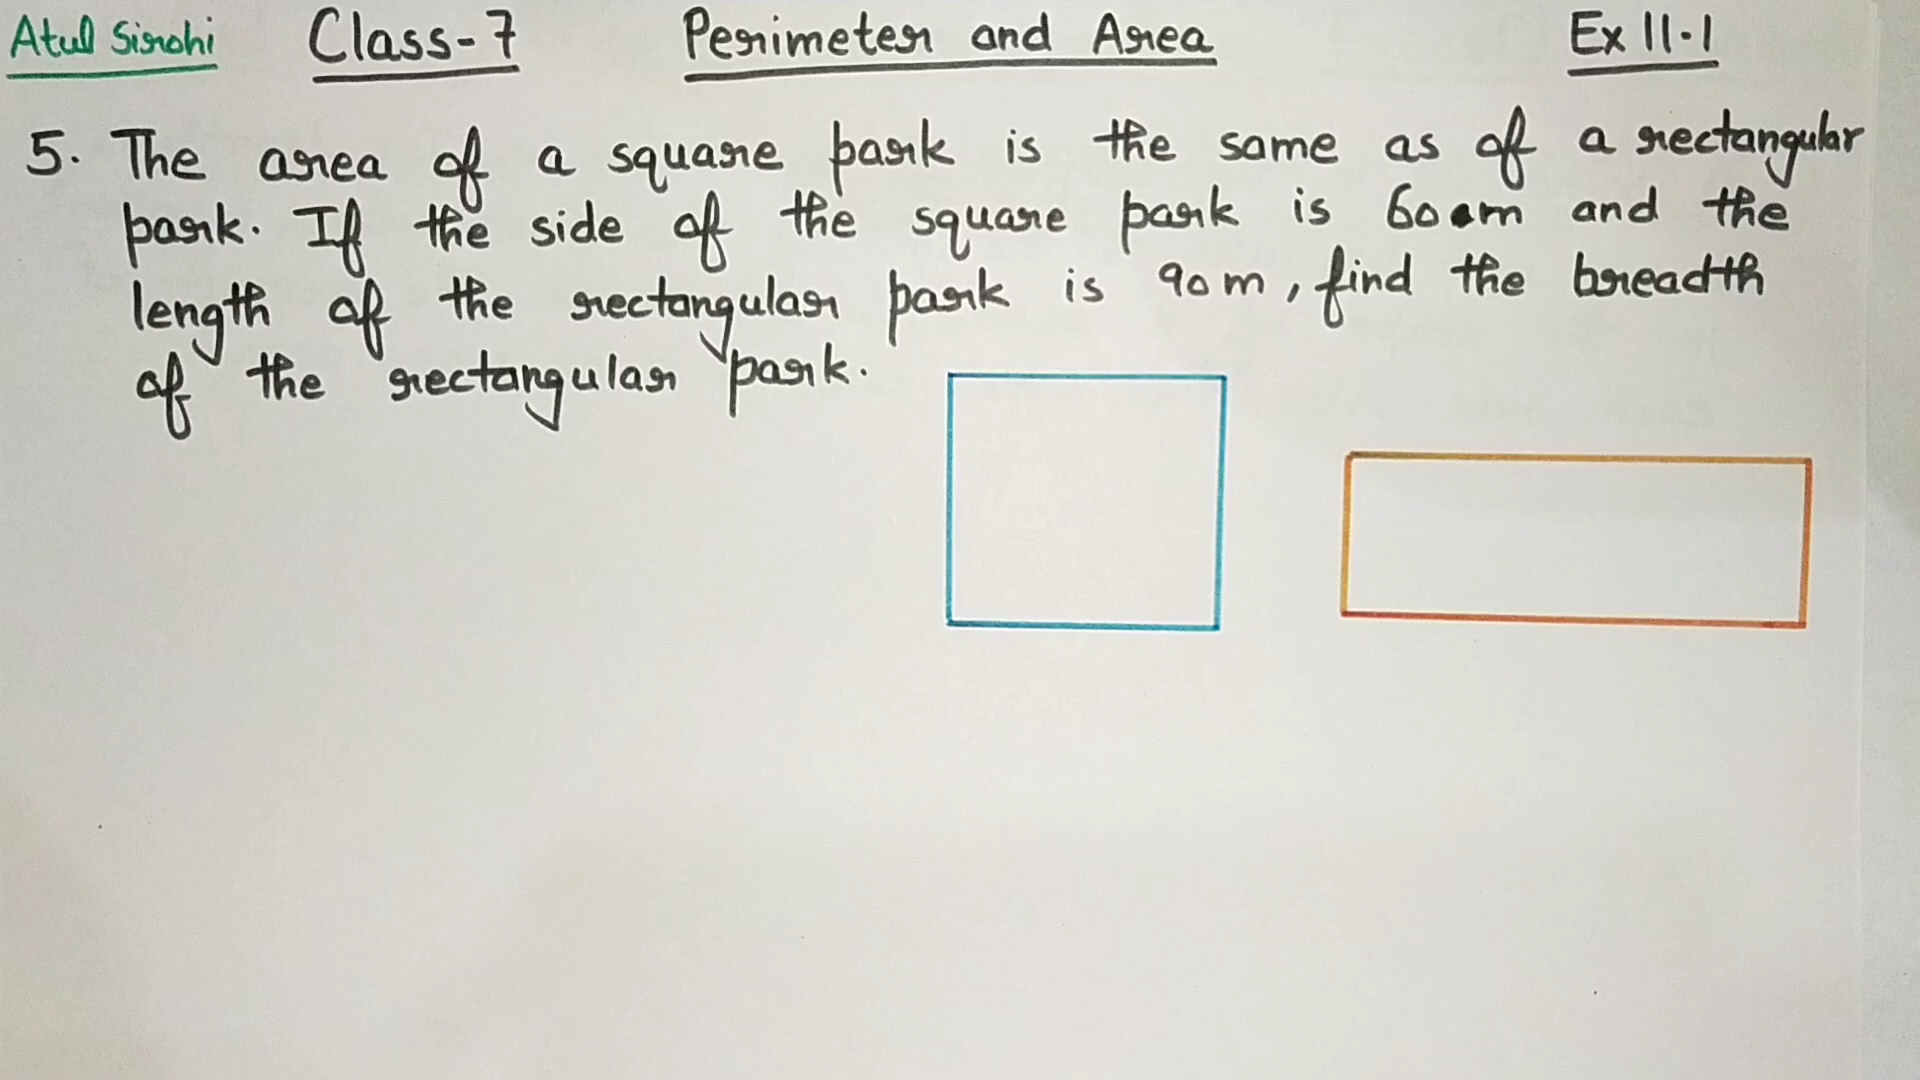 Atul Sirohi Class-7 Perimeter and Area Ex 11.1
5. The area of a square park is the same as of a rectangular
park. If the side of the square park is 60 m and the
length of the rectangular park is 90 m, find the breadth
of the rectangular park.